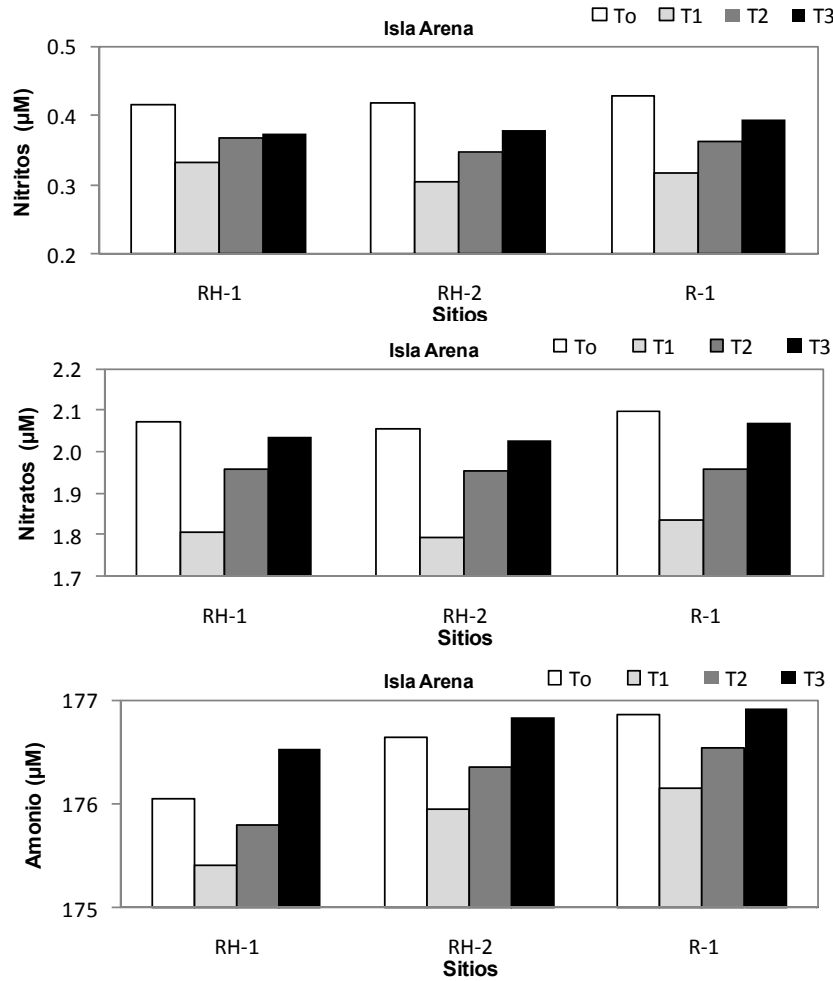 To T1 T2 T3
Isla Arena
0.5
0.4
0.3
0.2
Nitritos (µM)
RH-1 RH-2 R-1
Sitios
Isla Arena To T1 T2 T3
2.2
2.1
2.0
1.9
1.8
1.7
Nitratos (µM)
RH-1 RH-2 R-1
Sitios
Isla Arena To T1 T2 T3
177
176
175
Amonio (µM)
RH-1 RH-2 R-1
Sitios